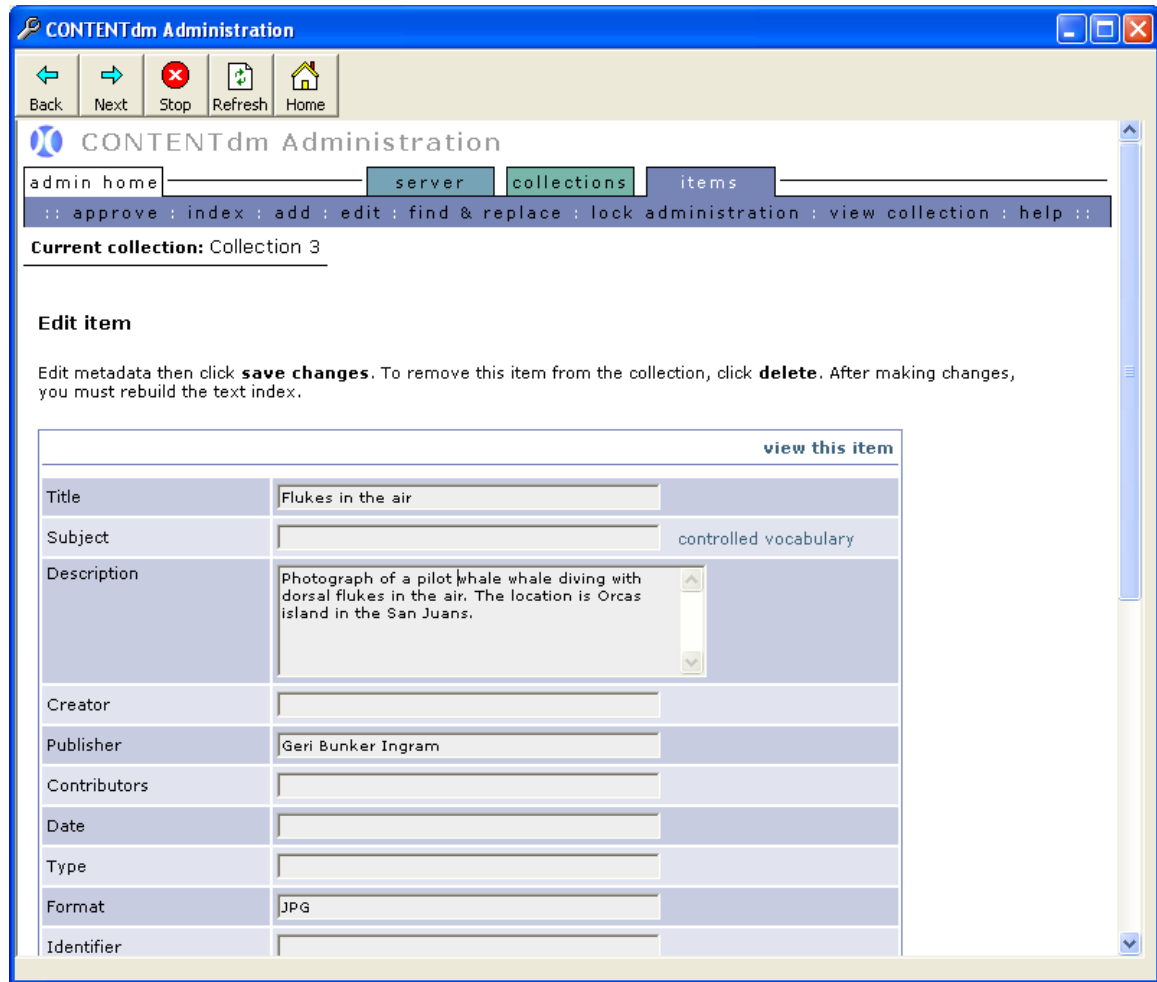 CONTENTdm Administration
Back Next Stop Refresh Home
CONTENTdm Administration
admin home server collections items
:: approve : index : add : edit : find & replace : lock administration : view collection : help ::
Current collection: Collection 3
Edit item
Edit metadata then click save changes. To remove this item from the collection, click delete. After making changes,
you must rebuild the text index.
view this item
Title Flukes in the air
Subject controlled vocabulary
Description Photograph of a pilot whale whale diving with
dorsal flukes in the air. The location is Orcas
island in the San Juans.
Creator
Publisher Geri Bunker Ingram
Contributors
Date
Type
Format JPG
Identifier